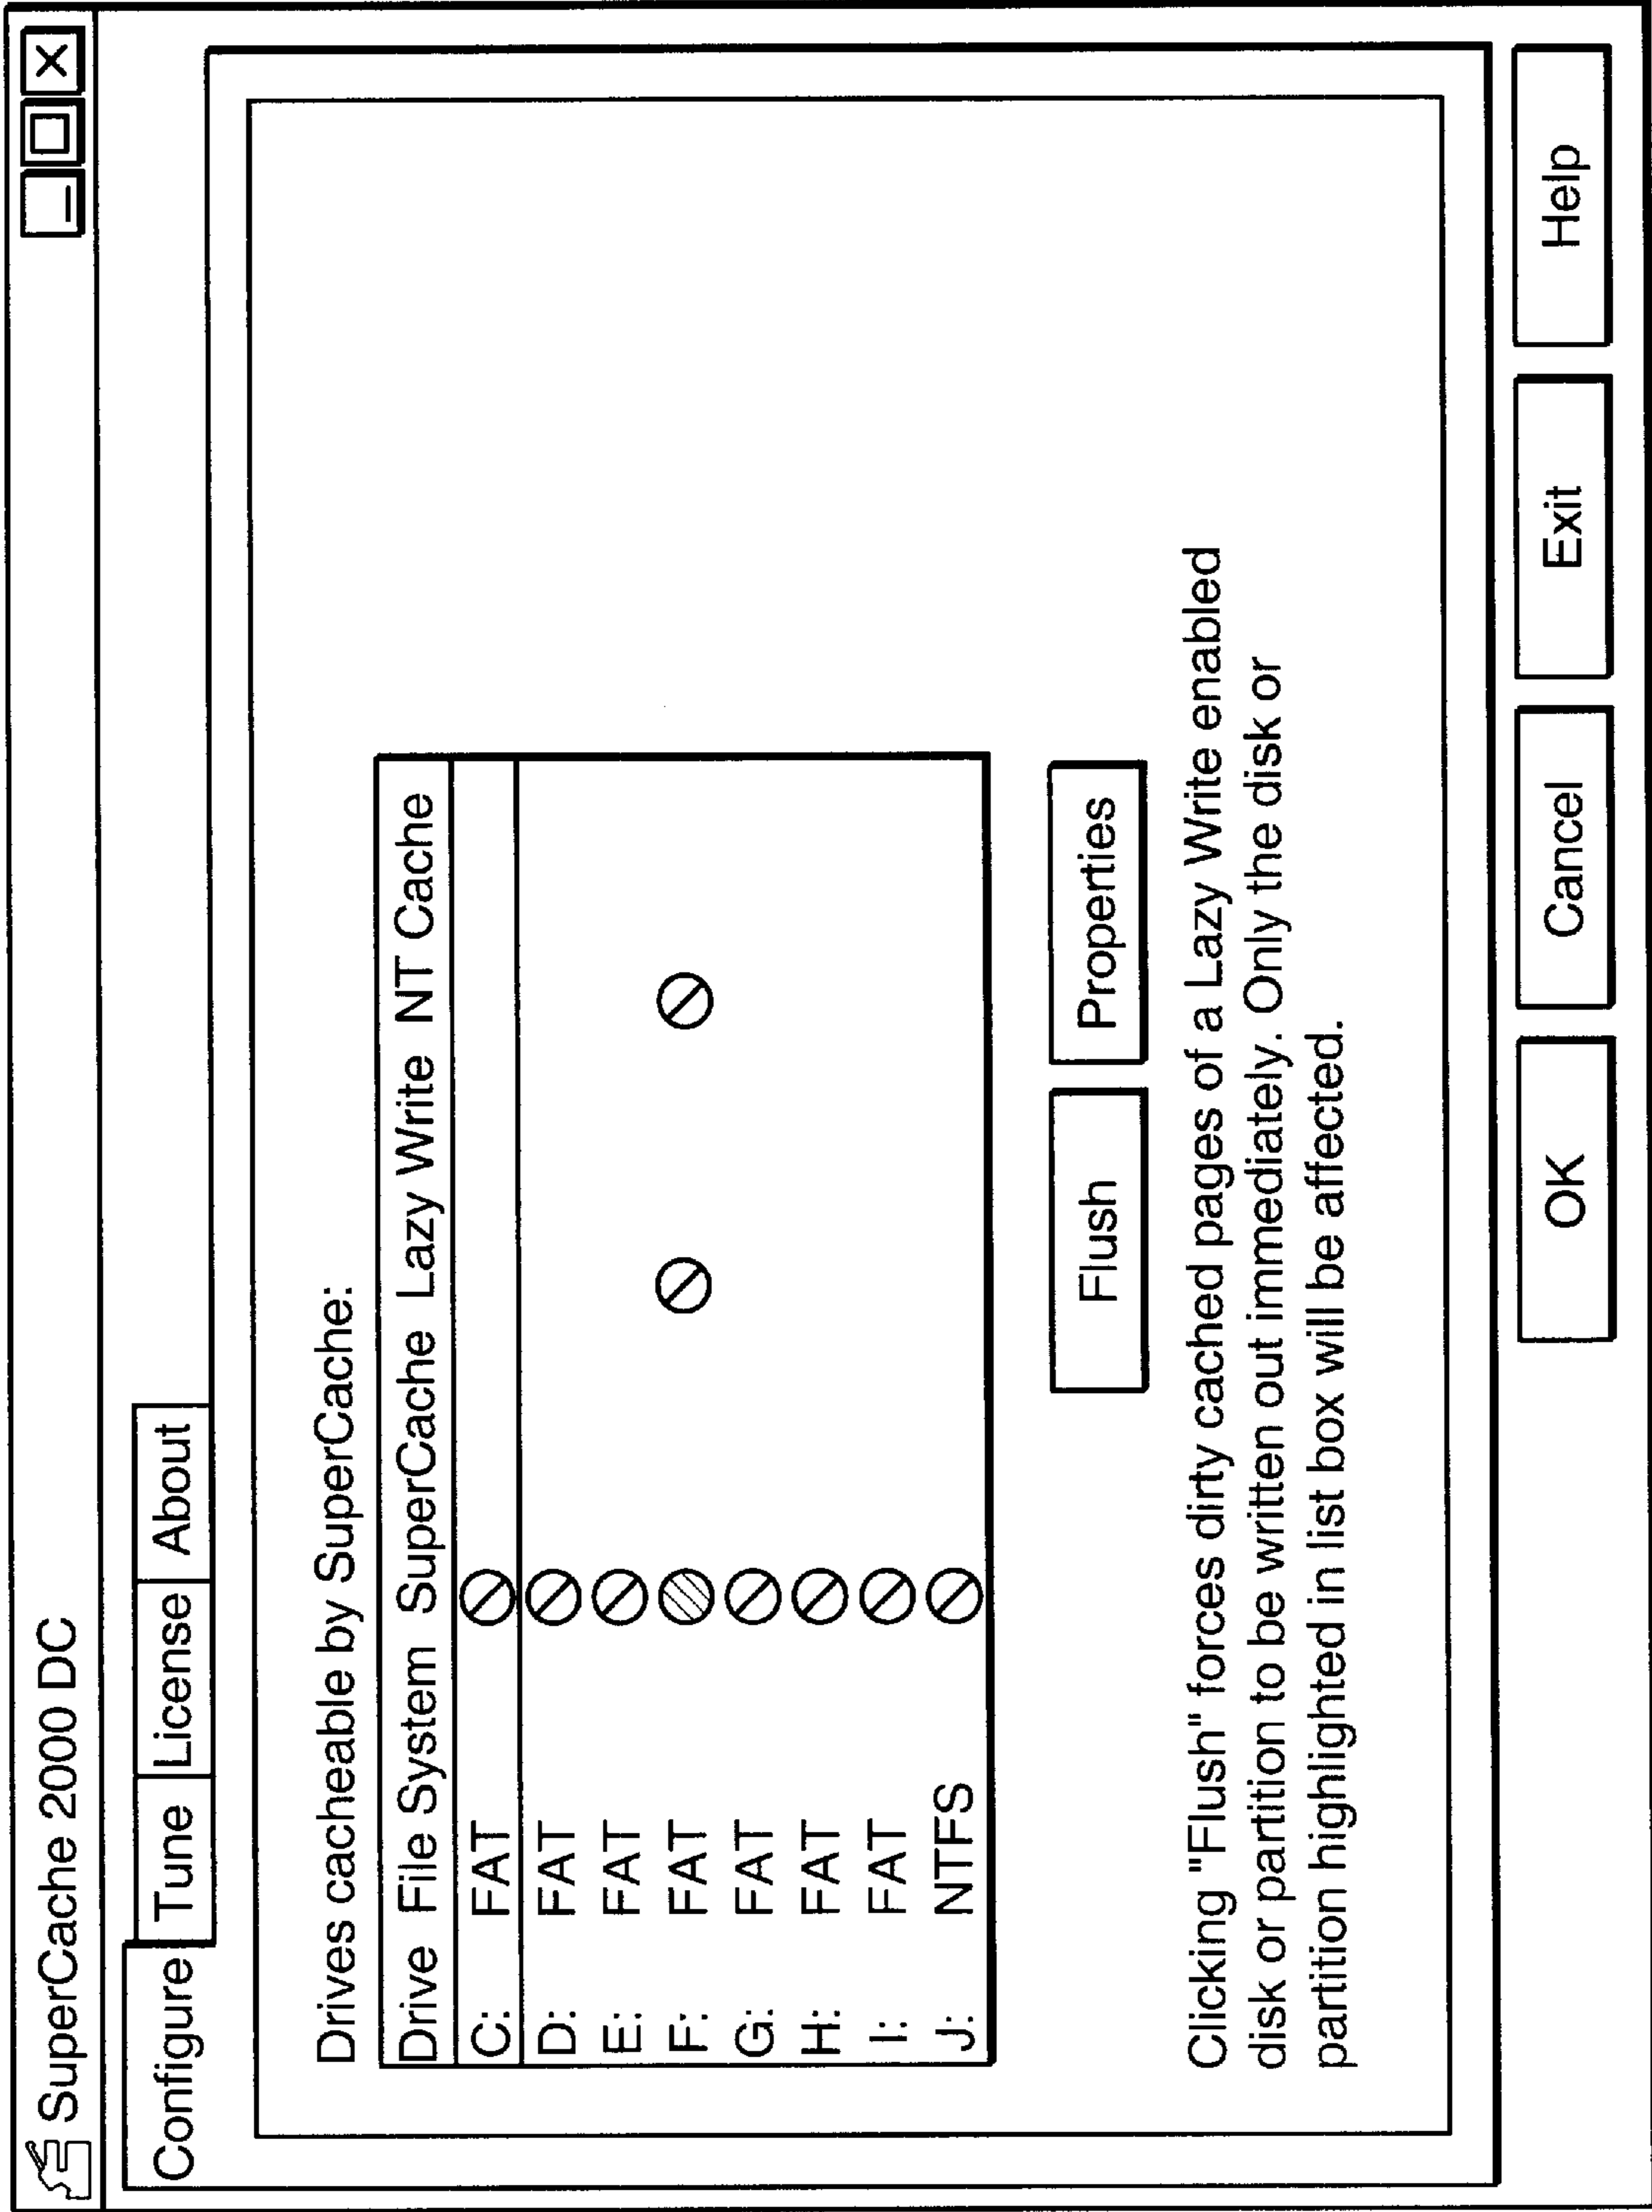 SuperCache 2000 DC
Configure Tune License About
Drives cacheable by SuperCache:
Drive File System SuperCache Lazy Write NT Cache
C: FAT
D: FAT
E: FAT
F: FAT
G: FAT
H: FAT
I: FAT
J: NTFS
Flush Properties
Clicking "Flush" forces dirty cached pages of a Lazy Write enabled
disk or partition to be written out immediately. Only the disk or
partition highlighted in list box will be affected.
OK Cancel Exit Help